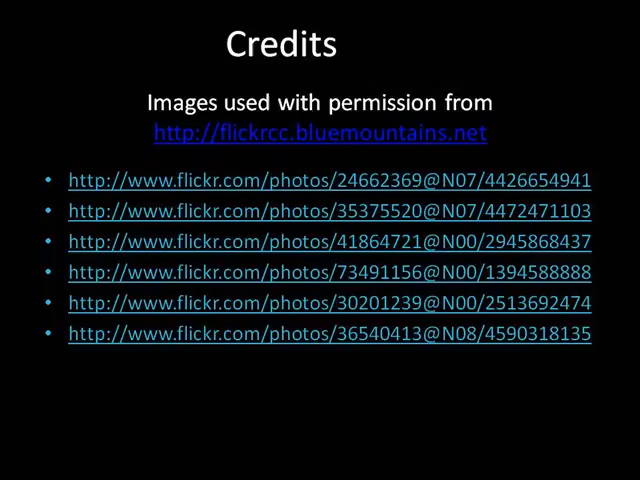 Credits
Images used with permission from
http://flickrcc.bluemountains.net
• http://www.flickr.com/photos/24662369@N07/4426654941
• http://www.flickr.com/photos/35375520@N07/4472471103
• http://www.flickr.com/photos/41864721@N00/2945868437
• http://www.flickr.com/photos/73491156@N00/1394588888
• http://www.flickr.com/photos/30201239@N00/2513692474
• http://www.flickr.com/photos/36540413@N08/4590318135